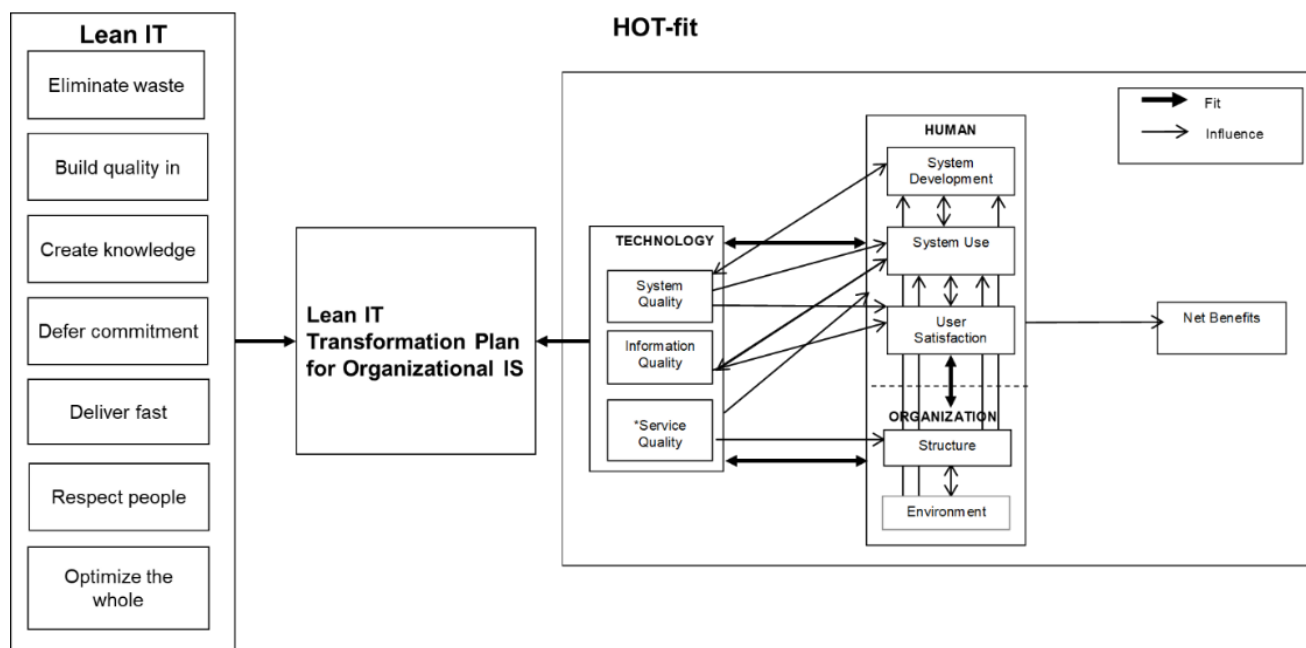 Lean IT
Eliminate waste
Build quality in
Create knowledge
Defer commitment
Deliver fast
Respect people
Optimize the
whole
Lean IT
Transformation Plan
for Organizational IS
HOT-fit
Fit
Influence
TECHNOLOGY
System
Quality
Information
Quality
*Service
Quality
HUMAN
System
Development
System Use
User
Satisfaction
ORGANIZATION
Structure
Environment
Net Benefits